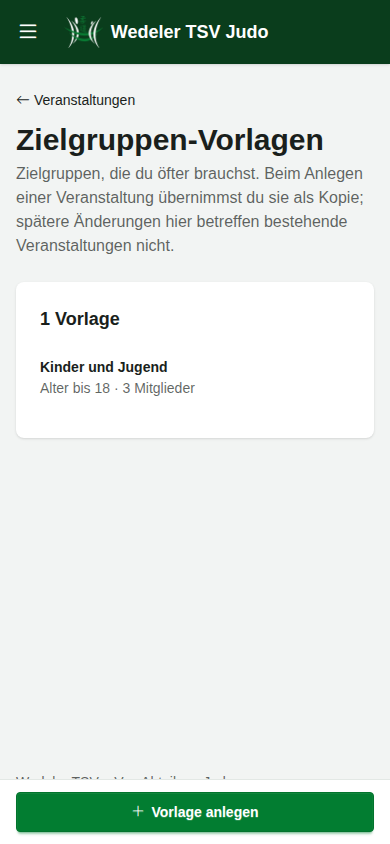 Wedeler TSV Judo
← Veranstaltungen
Zielgruppen-Vorlagen
Zielgruppen, die du öfter brauchst. Beim Anlegen
einer Veranstaltung übernimmst du sie als Kopie;
spätere Änderungen hier betreffen bestehende
Veranstaltungen nicht.
1 Vorlage
Kinder und Jugend
Alter bis 18 · 3 Mitglieder
+ Vorlage anlegen